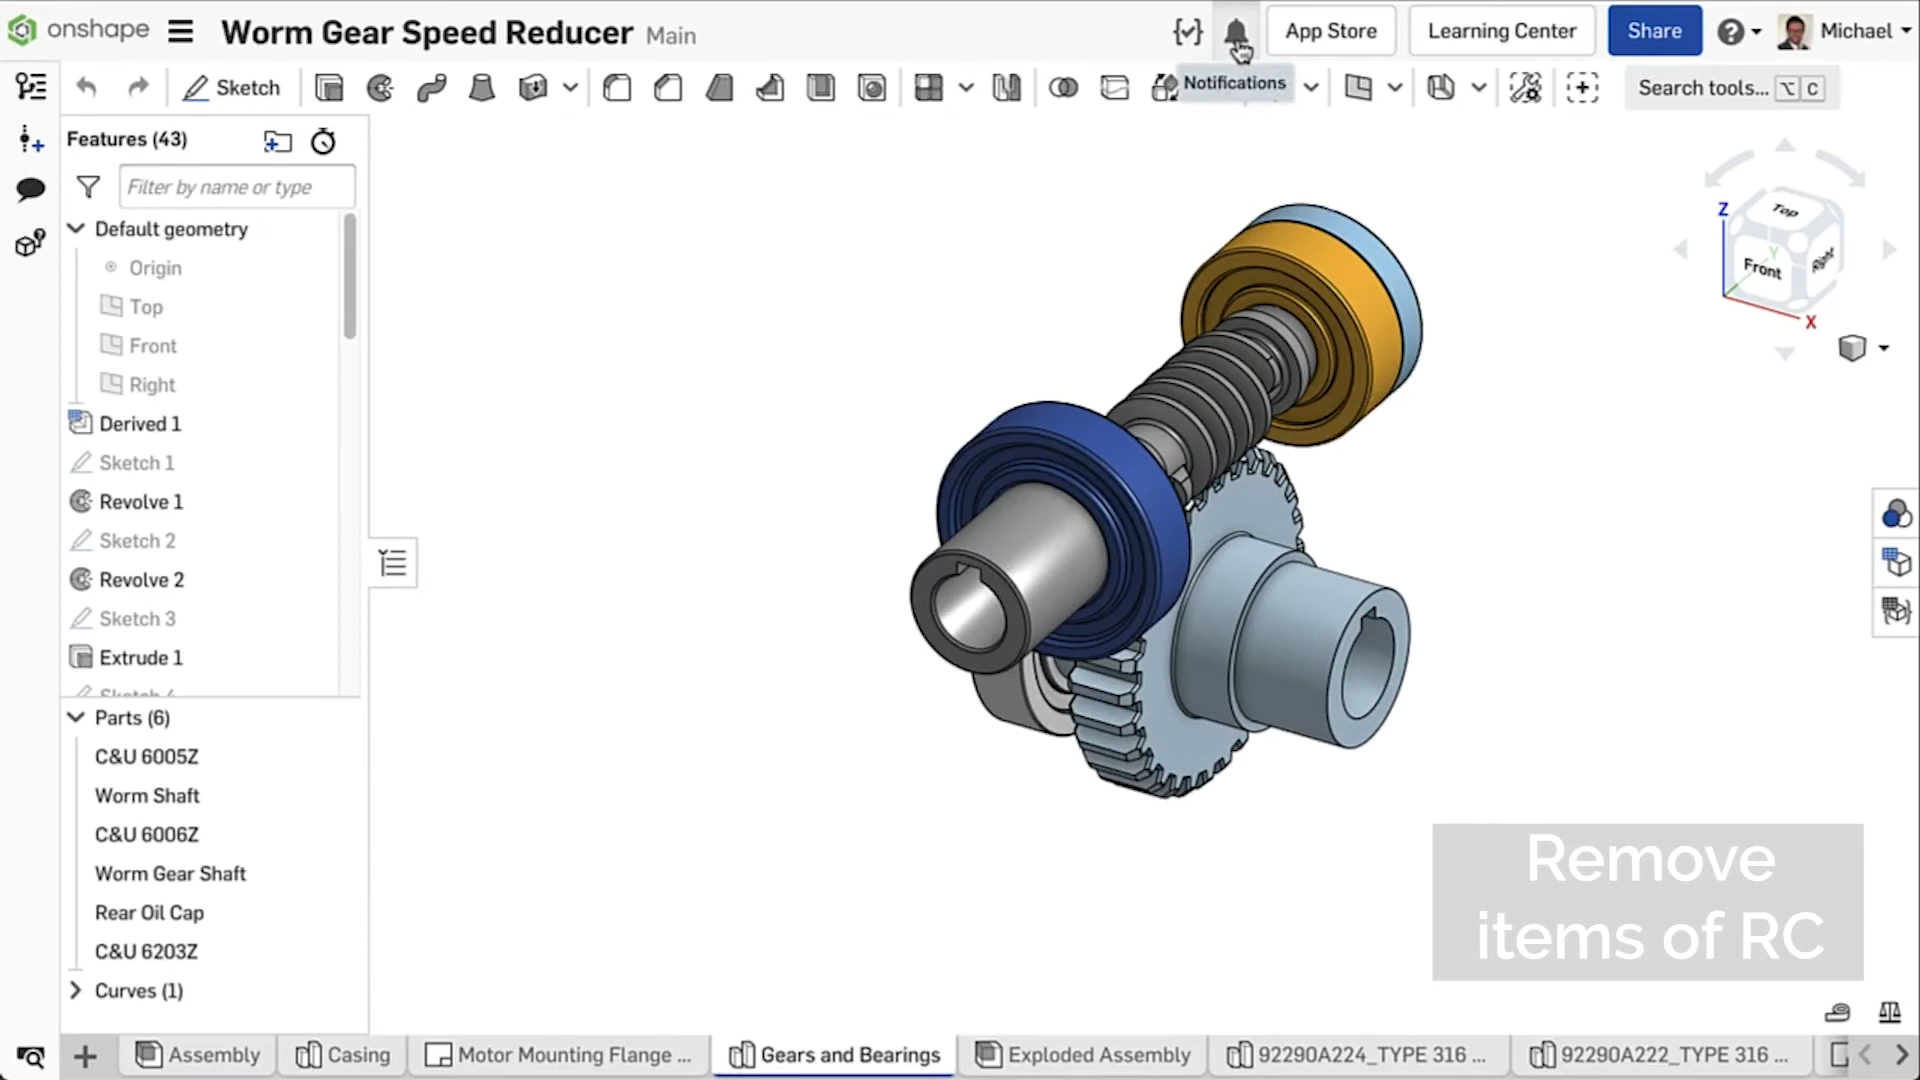 onshape
Worm Gear Speed Reducer Main
App Store
Learning Center
Share
Michael
Sketch
Notifications
Search tools... ⌥ C
Features (43)
Filter by name or type
Default geometry
Origin
Top
Front
Right
Derived 1
Sketch 1
Revolve 1
Sketch 2
Revolve 2
Sketch 3
Extrude 1
Sketch 4
Parts (6)
C&U 6005Z
Worm Shaft
C&U 6006Z
Worm Gear Shaft
Rear Oil Cap
C&U 6203Z
Curves (1)
Z
Top
Y
Front
Right
X
Remove
items of RC
Assembly
Casing
Motor Mounting Flange ...
Gears and Bearings
Exploded Assembly
92290A224_TYPE 316 ...
92290A222_TYPE 316 ...